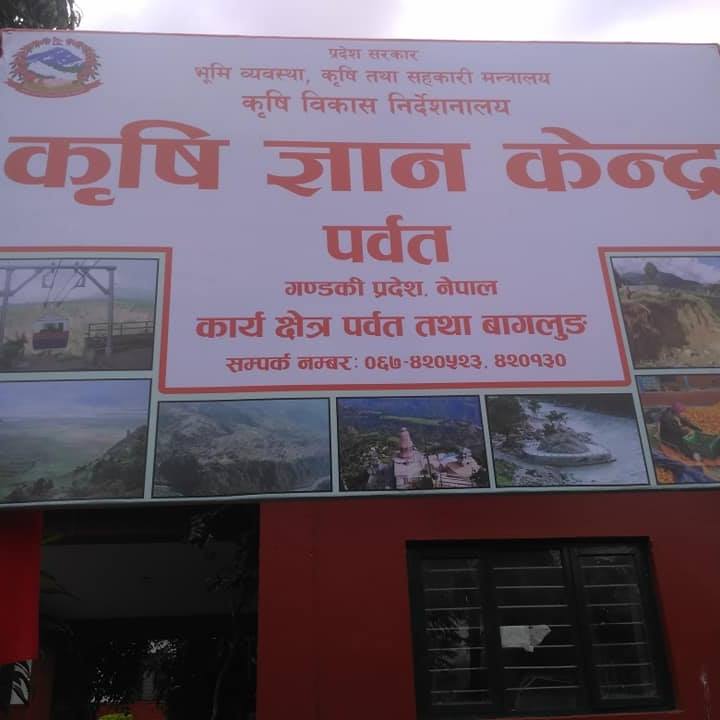 प्रदेश सरकार
भूमि व्यवस्था, कृषि तथा सहकारी मन्त्रालय
कृषि विकास निर्देशनालय
कृषि ज्ञान केन्द्र
पर्वत
गण्डकी प्रदेश, नेपाल
कार्य क्षेत्र पर्वत तथा बागलुङ
सम्पर्क नम्बर: ०६७-४२०५२३, ४२०१३०